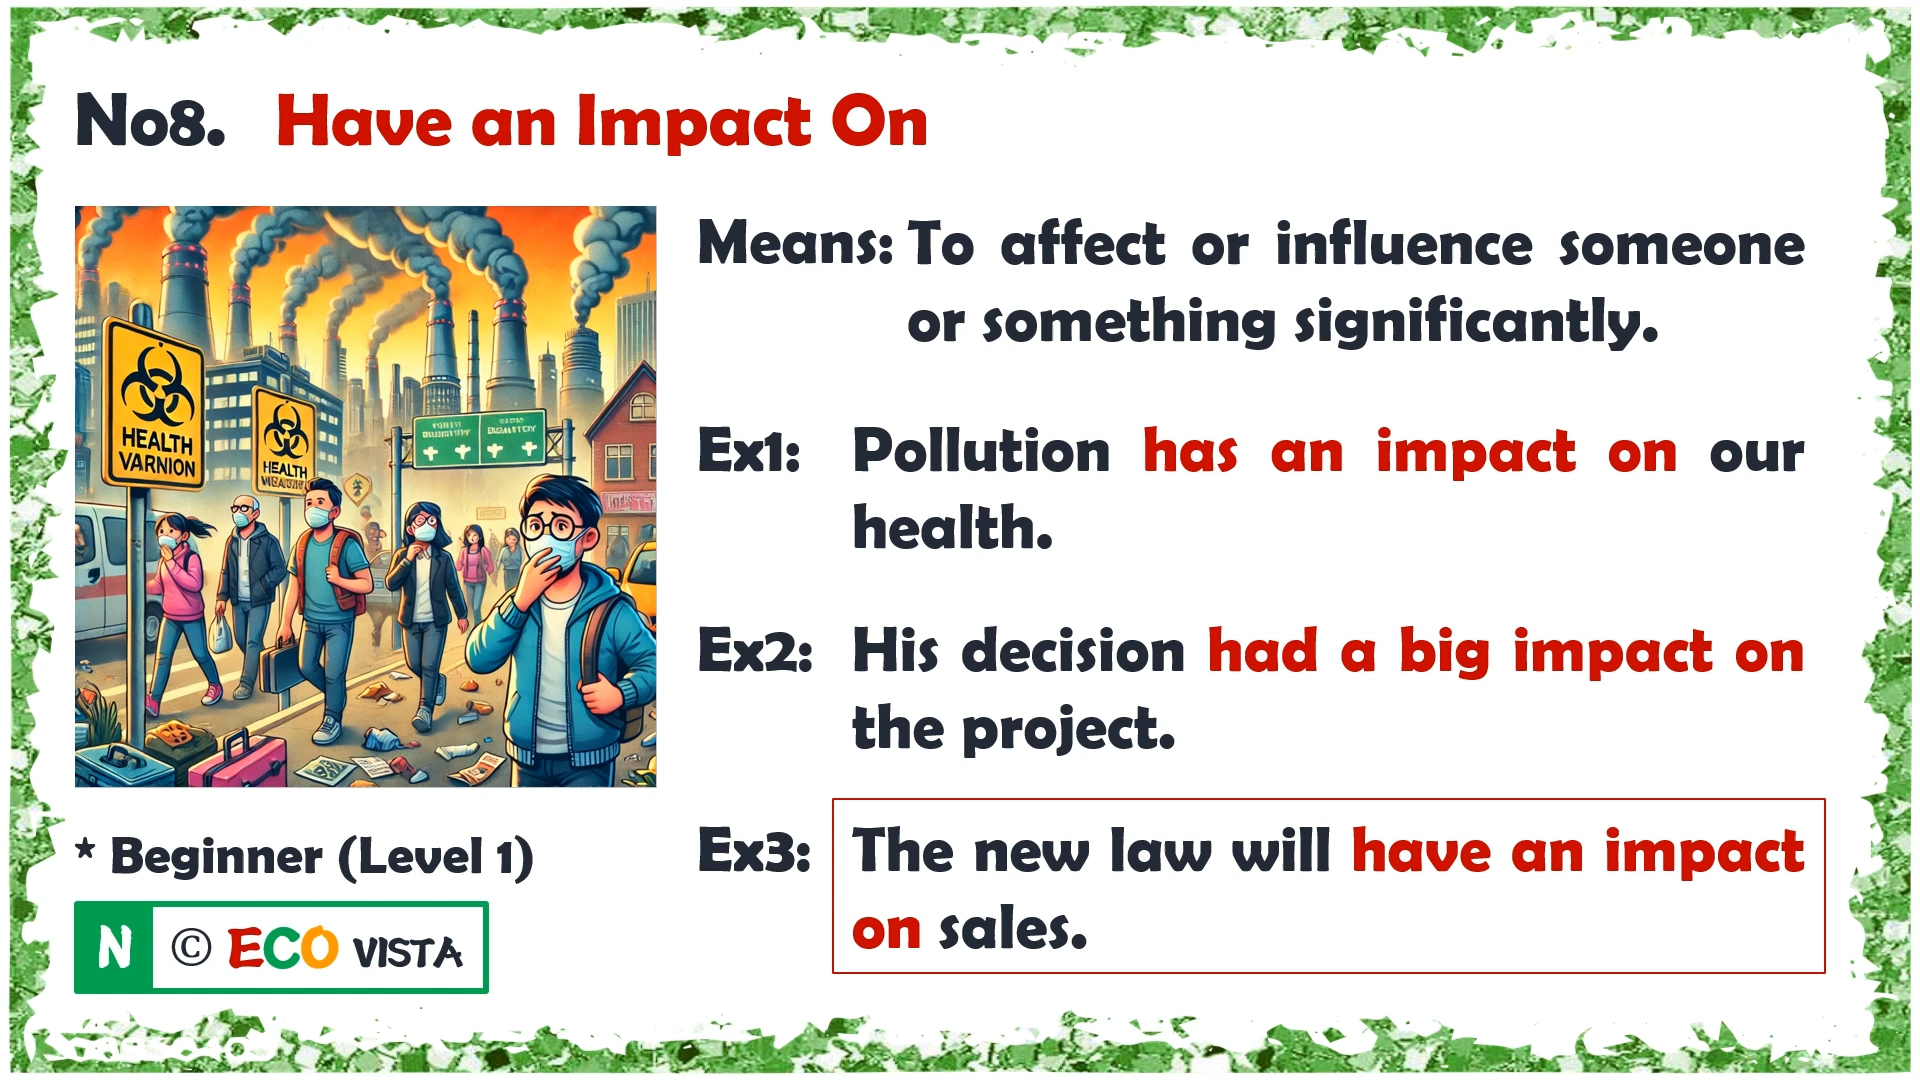 No8. Have an Impact On
Means: To affect or influence someone
or something significantly.
Ex1: Pollution has an impact on our
health.
Ex2: His decision had a big impact on
the project.
Ex3: The new law will have an impact
on sales.
HEALTH
VARNION
HEALTH
* Beginner (Level 1)
N © ECO VISTA